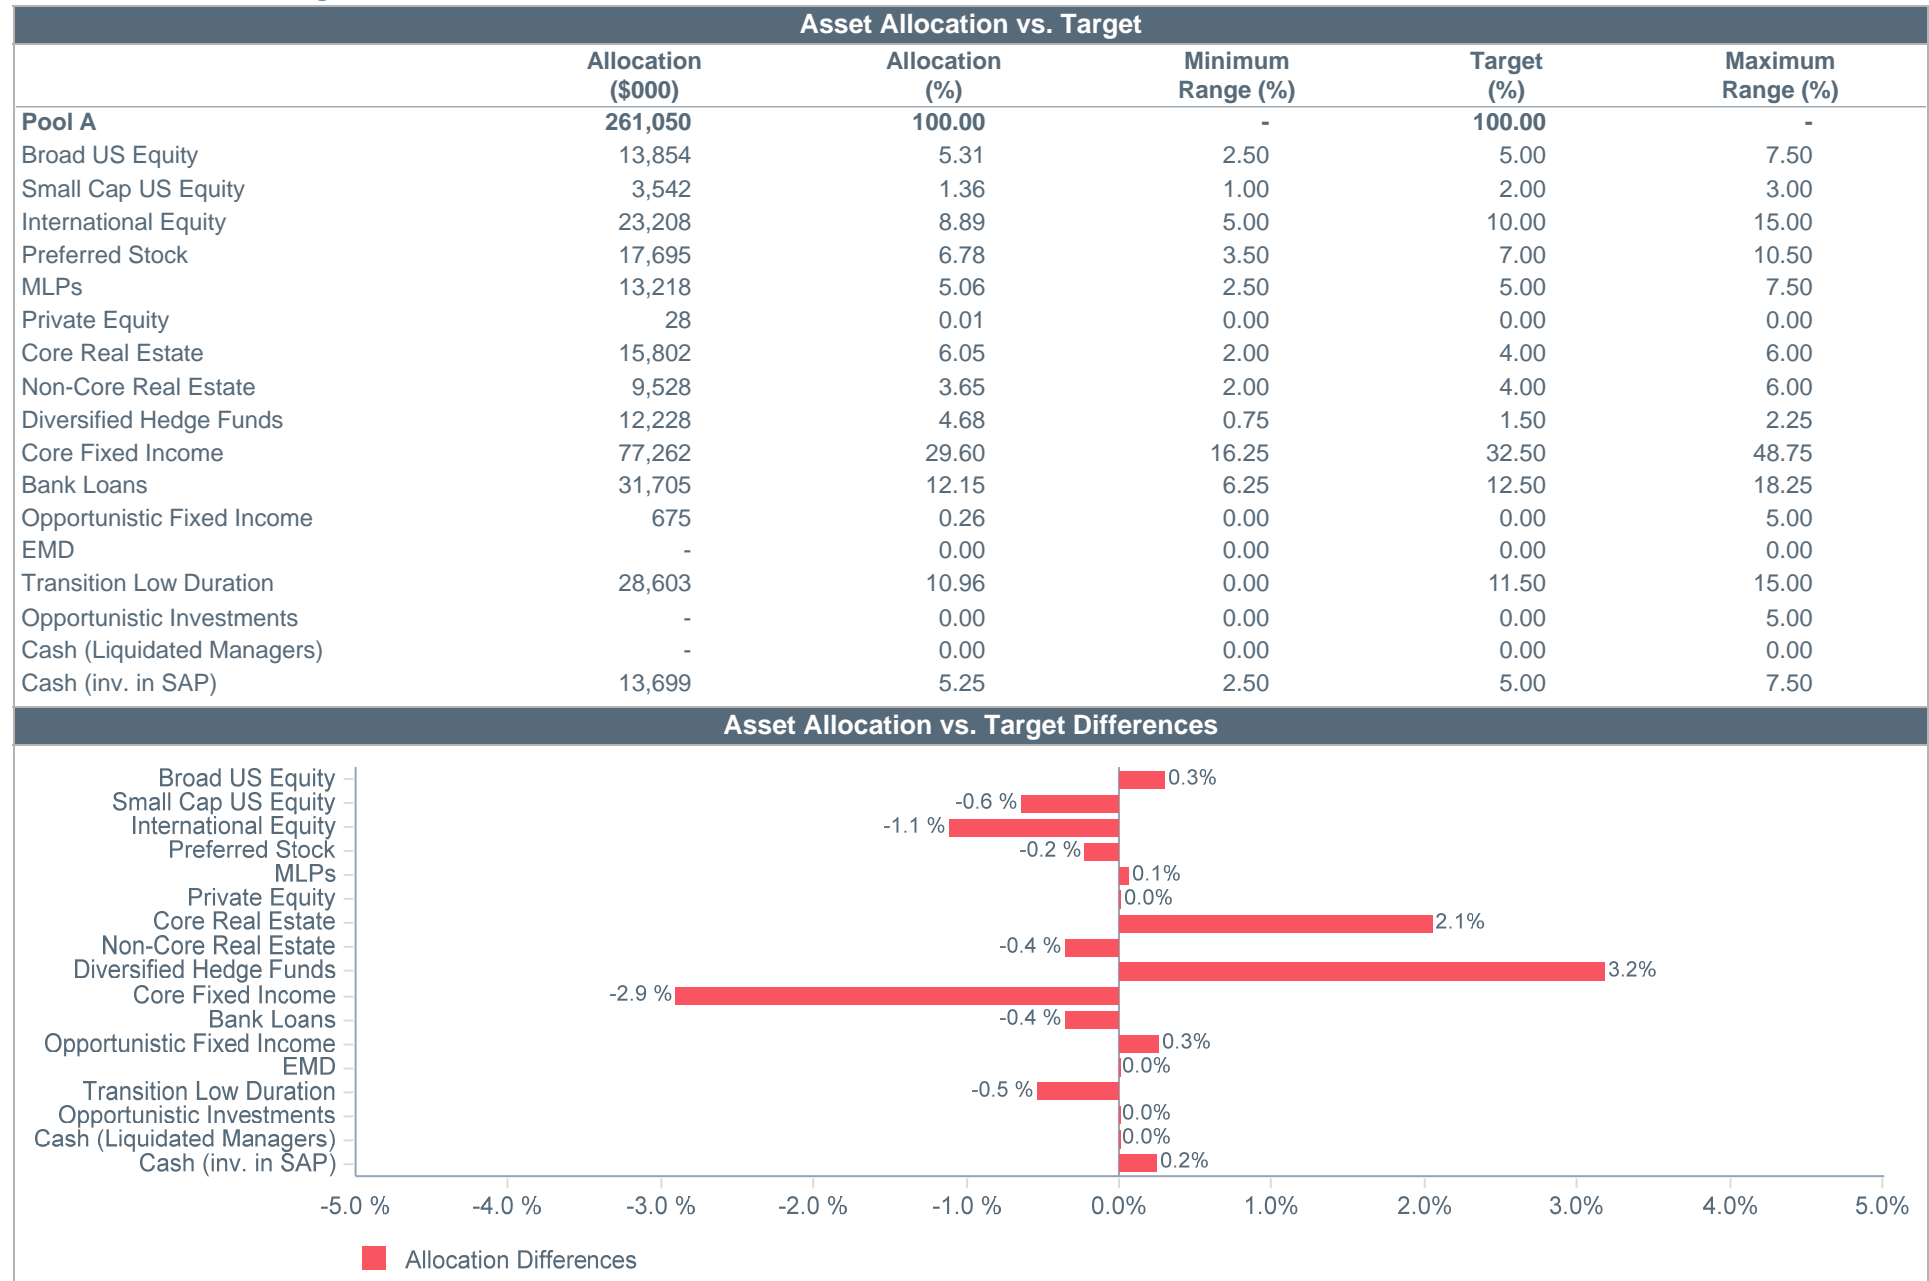 Asset Allocation vs. Target
Allocation ($000) Allocation (%) Minimum Range (%) Target (%) Maximum Range (%)
Pool A 261,050 100.00 - 100.00 -
Broad US Equity 13,854 5.31 2.50 5.00 7.50
Small Cap US Equity 3,542 1.36 1.00 2.00 3.00
International Equity 23,208 8.89 5.00 10.00 15.00
Preferred Stock 17,695 6.78 3.50 7.00 10.50
MLPs 13,218 5.06 2.50 5.00 7.50
Private Equity 28 0.01 0.00 0.00 0.00
Core Real Estate 15,802 6.05 2.00 4.00 6.00
Non-Core Real Estate 9,528 3.65 2.00 4.00 6.00
Diversified Hedge Funds 12,228 4.68 0.75 1.50 2.25
Core Fixed Income 77,262 29.60 16.25 32.50 48.75
Bank Loans 31,705 12.15 6.25 12.50 18.25
Opportunistic Fixed Income 675 0.26 0.00 0.00 5.00
EMD - 0.00 0.00 0.00 0.00
Transition Low Duration 28,603 10.96 0.00 11.50 15.00
Opportunistic Investments - 0.00 0.00 0.00 5.00
Cash (Liquidated Managers) - 0.00 0.00 0.00 0.00
Cash (inv. in SAP) 13,699 5.25 2.50 5.00 7.50
Asset Allocation vs. Target Differences
Broad US Equity 0.3%
Small Cap US Equity -0.6 %
International Equity -1.1 %
Preferred Stock -0.2 %
MLPs 0.1%
Private Equity 0.0%
Core Real Estate 2.1%
Non-Core Real Estate -0.4 %
Diversified Hedge Funds 3.2%
Core Fixed Income -2.9 %
Bank Loans -0.4 %
Opportunistic Fixed Income 0.3%
EMD 0.0%
Transition Low Duration -0.5 %
Opportunistic Investments 0.0%
Cash (Liquidated Managers) 0.0%
Cash (inv. in SAP) 0.2%
-5.0 % -4.0 % -3.0 % -2.0 % -1.0 % 0.0% 1.0% 2.0% 3.0% 4.0% 5.0%
Allocation Differences